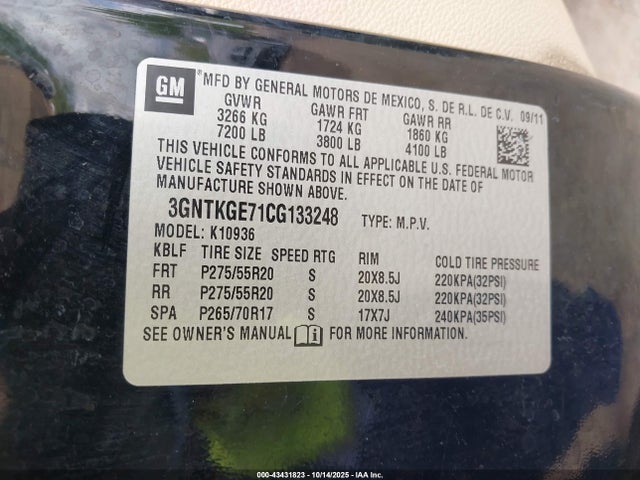 GM ®MFD BY GENERAL MOTORS DE MEXICO, S. DE R.L. DE C.V. 09/11
GVWR GAWR FRT GAWR RR
3266 KG 1724 KG 1860 KG
7200 LB 3800 LB 4100 LB
THIS VEHICLE CONFORMS TO ALL APPLICABLE U.S. FEDERAL MOTOR
VEHICLE SAFETY STANDARDS IN EFFECT ON THE DATE OF
MANUFACTURE SHOWN ABOVE.
3GNTKGE71CG133248 TYPE: M.P.V.
MODEL: K10936
KBLF TIRE SIZE SPEED RTG RIM COLD TIRE PRESSURE
FRT P275/55R20 S 20X8.5J 220KPA(32PSI)
RR P275/55R20 S 20X8.5J 220KPA(32PSI)
SPA P265/70R17 S 17X7J 240KPA(35PSI)
SEE OWNER'S MANUAL FOR MORE INFORMATION.
000-43431823 - 10/14/2025 - IAA Inc.